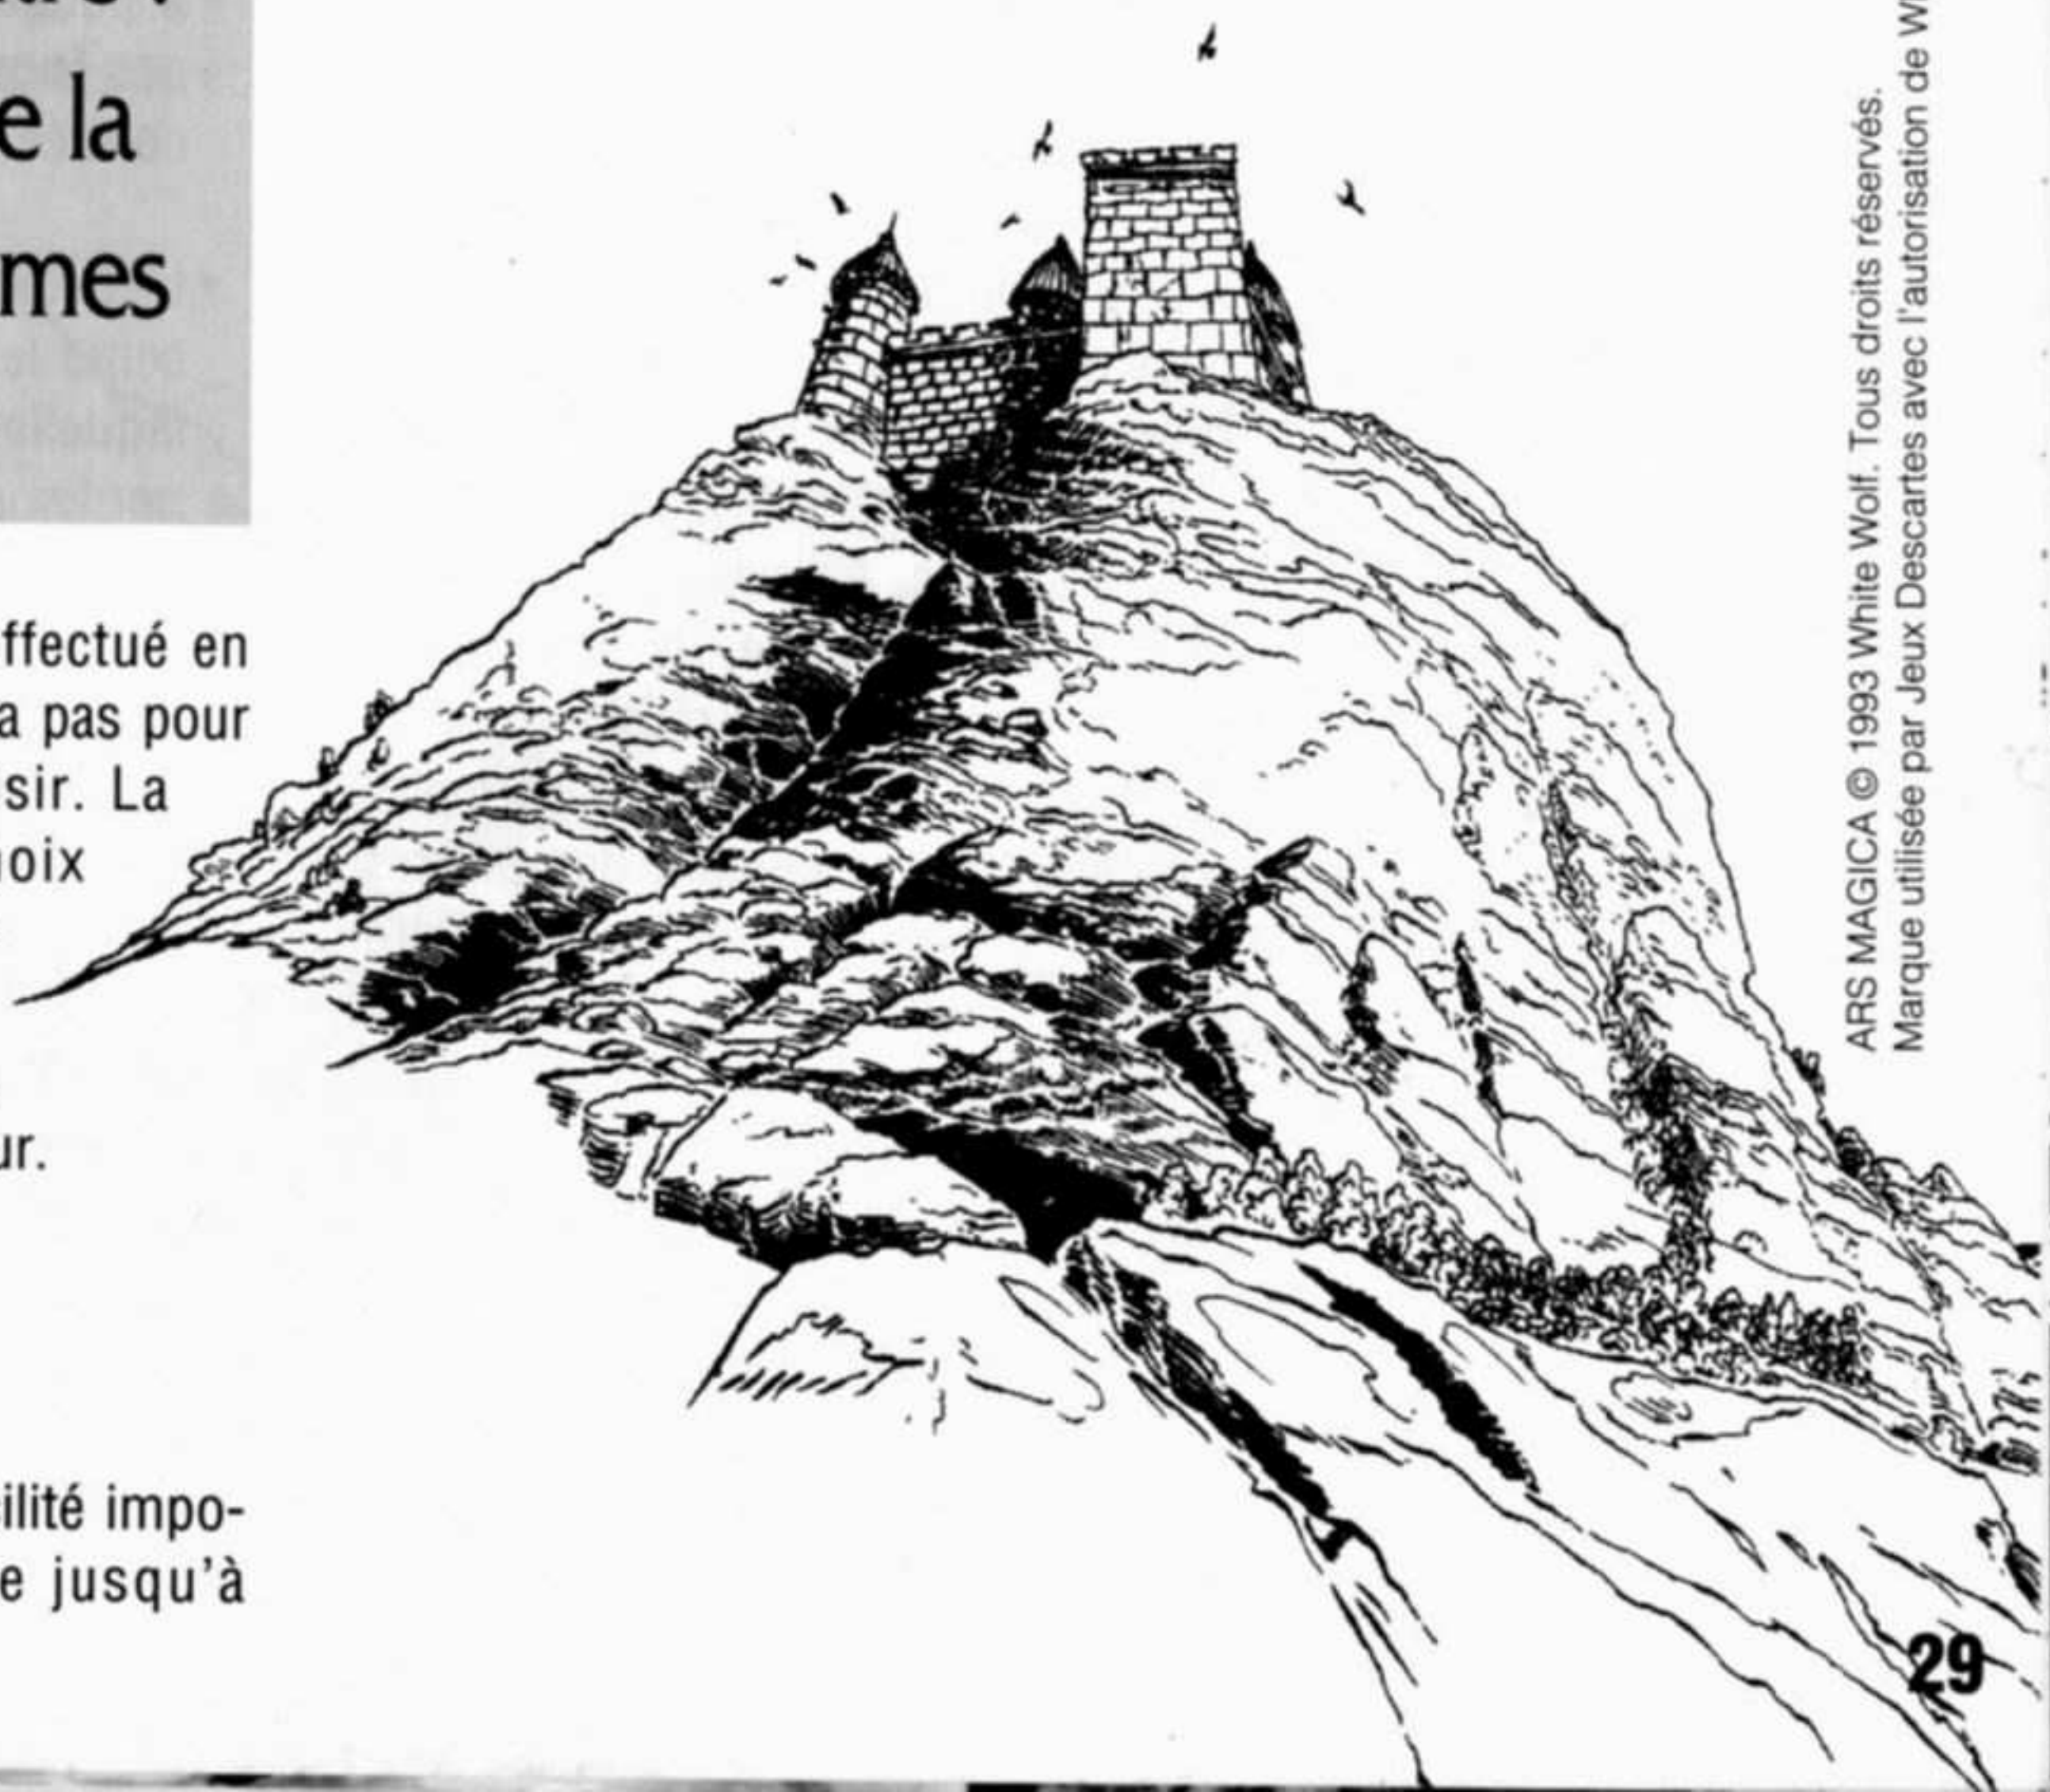 e la
mes
ffectué en
a pas pour
sir. La
oix
ur.
ilité impo-
e jusqu'à
ARS MAGICA © 1993 White Wolf. Tous droits réservés.
Marque utilisée par Jeux Descartes avec l'autorisation de W
29